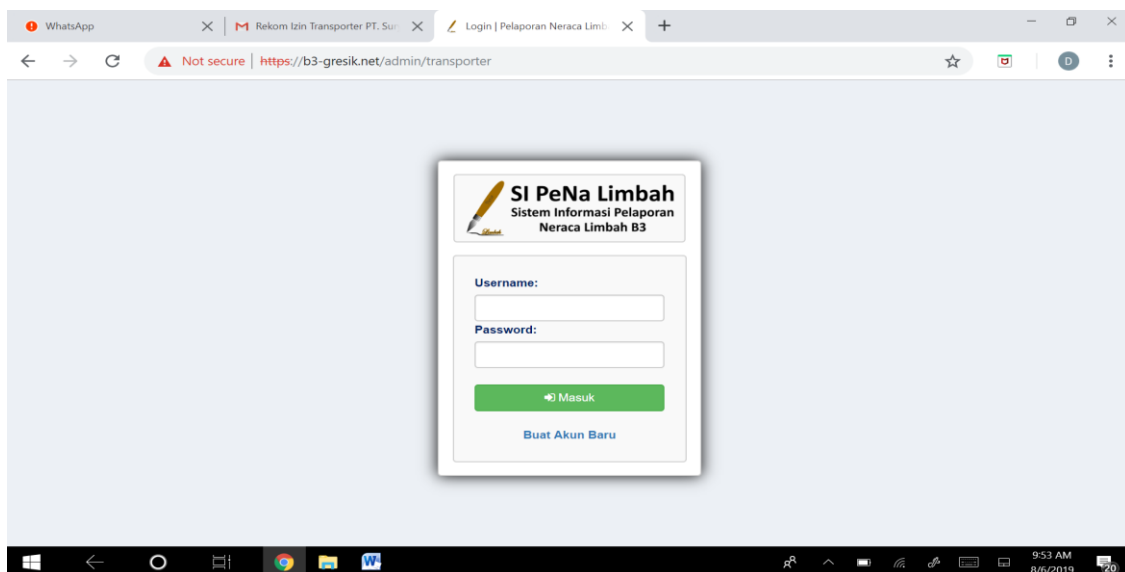 WhatsApp
Rekom Izin Transporter PT. Sur
Login | Pelaporan Neraca Limb
Not secure | https://b3-gresik.net/admin/transporter
D
SI PeNa Limbah
Sistem Informasi Pelaporan
Neraca Limbah B3
Username:
Password:
Masuk
Buat Akun Baru
9:53 AM
8/6/2019
20